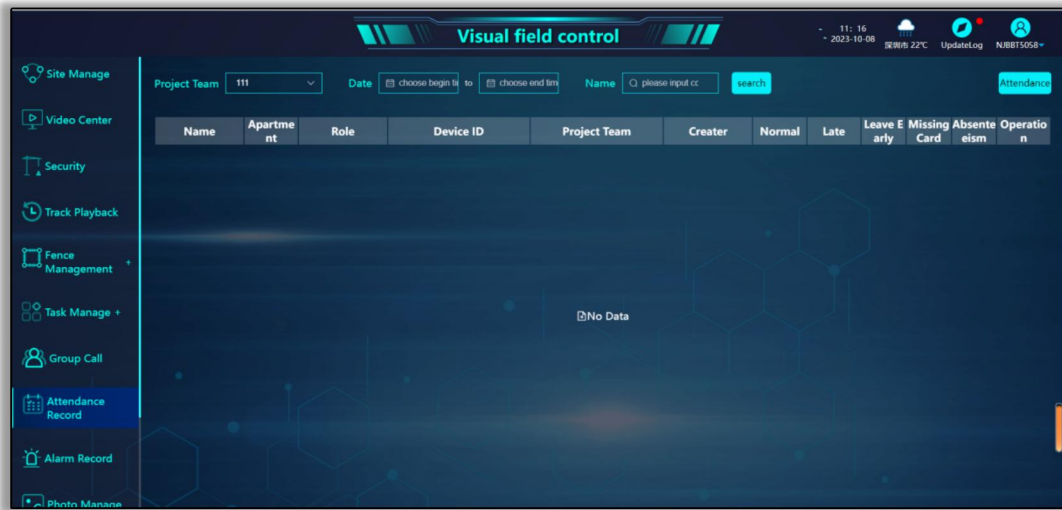 Visual field control
11: 16
2023-10-08
深圳市 22℃
UpdateLog
NJBBTS058
Site Manage
Video Center
Security
Track Playback
Fence
Management +
Task Manage +
Group Call
Attendance
Record
Alarm Record
Photo Manage
Project Team 111 Date choose begin ti to choose end tim Name please input cc search Attendance
Name Apartme Role Device ID Project Team Creater Normal Late Leave E Missing Absente Operatio
nt arly Card eism n
No Data